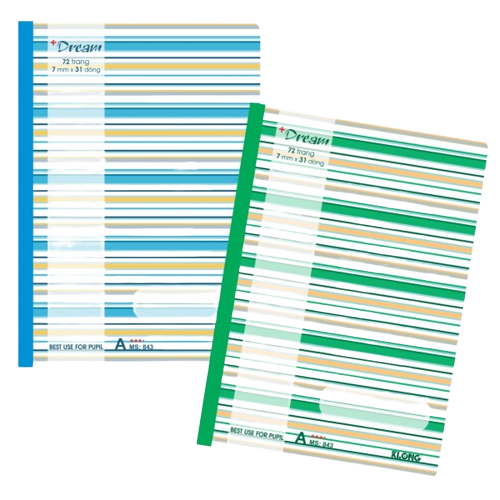 +Dream
72 trang
7 mm x 31 dòng
BEST USE FOR PUPIL
A
MS: 843
+Dream
72 trang
7 mm x 31 dòng
BEST USE FOR PUPIL
A
MS: 843
KLONG